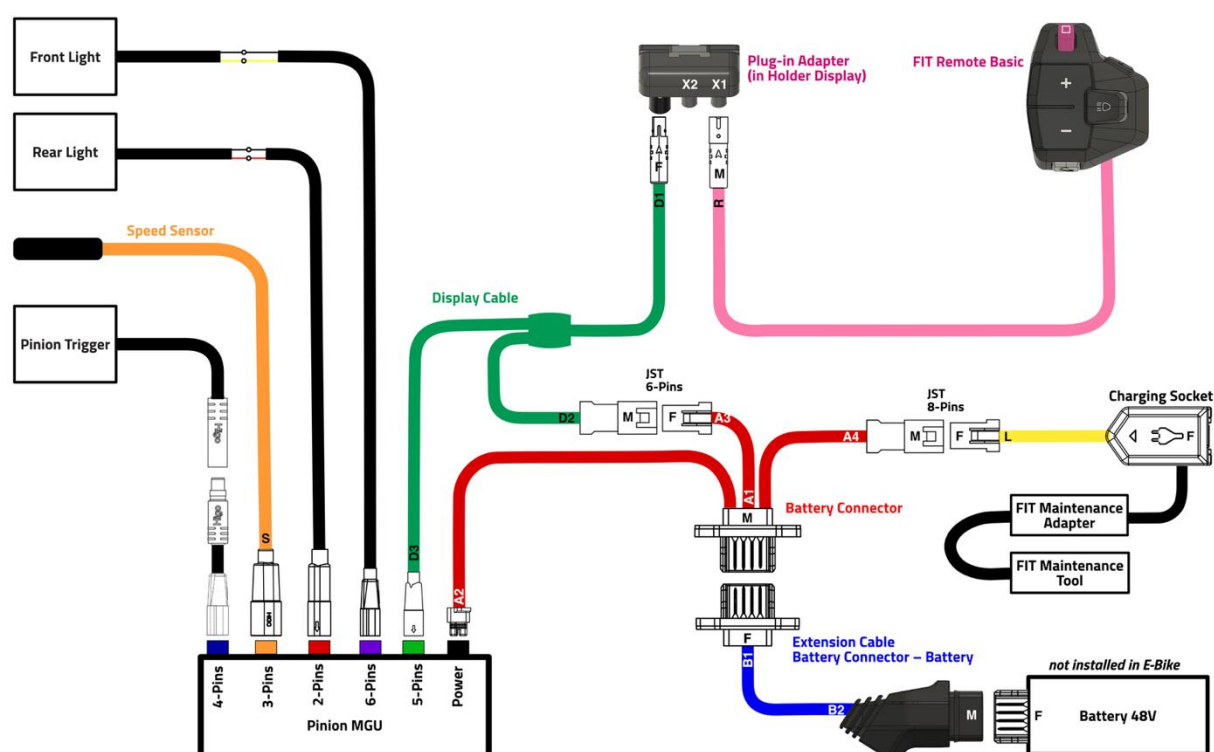 Front Light
Rear Light
Speed Sensor
Pinion Trigger
Plug-in Adapter
(in Holder Display)
X2 X1
FIT Remote Basic
+
−
F
M
D1
R
Display Cable
JST
6-Pins
D2
M
F
A3
JST
8-Pins
A4
M
F
L
Charging Socket
F
Higo
Higo
S
HIGO
D3
A2
A1
M
Battery Connector
FIT Maintenance
Adapter
FIT Maintenance
Tool
F
B1
Extension Cable
Battery Connector – Battery
B2
M
not installed in E-Bike
F
Battery 48V
4-Pins
3-Pins
2-Pins
6-Pins
5-Pins
Power
Pinion MGU